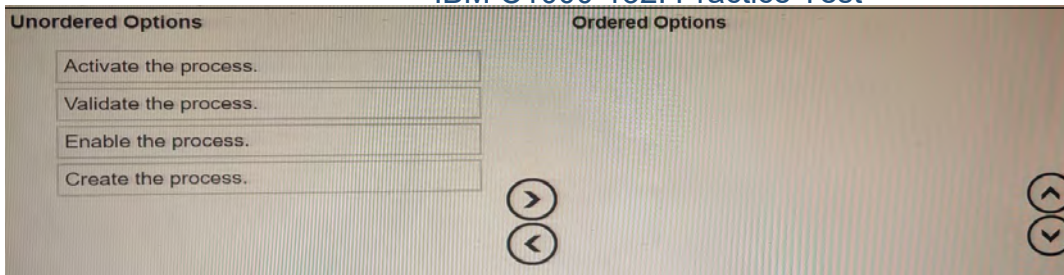 Unordered Options
Ordered Options
Activate the process.
Validate the process.
Enable the process.
Create the process.